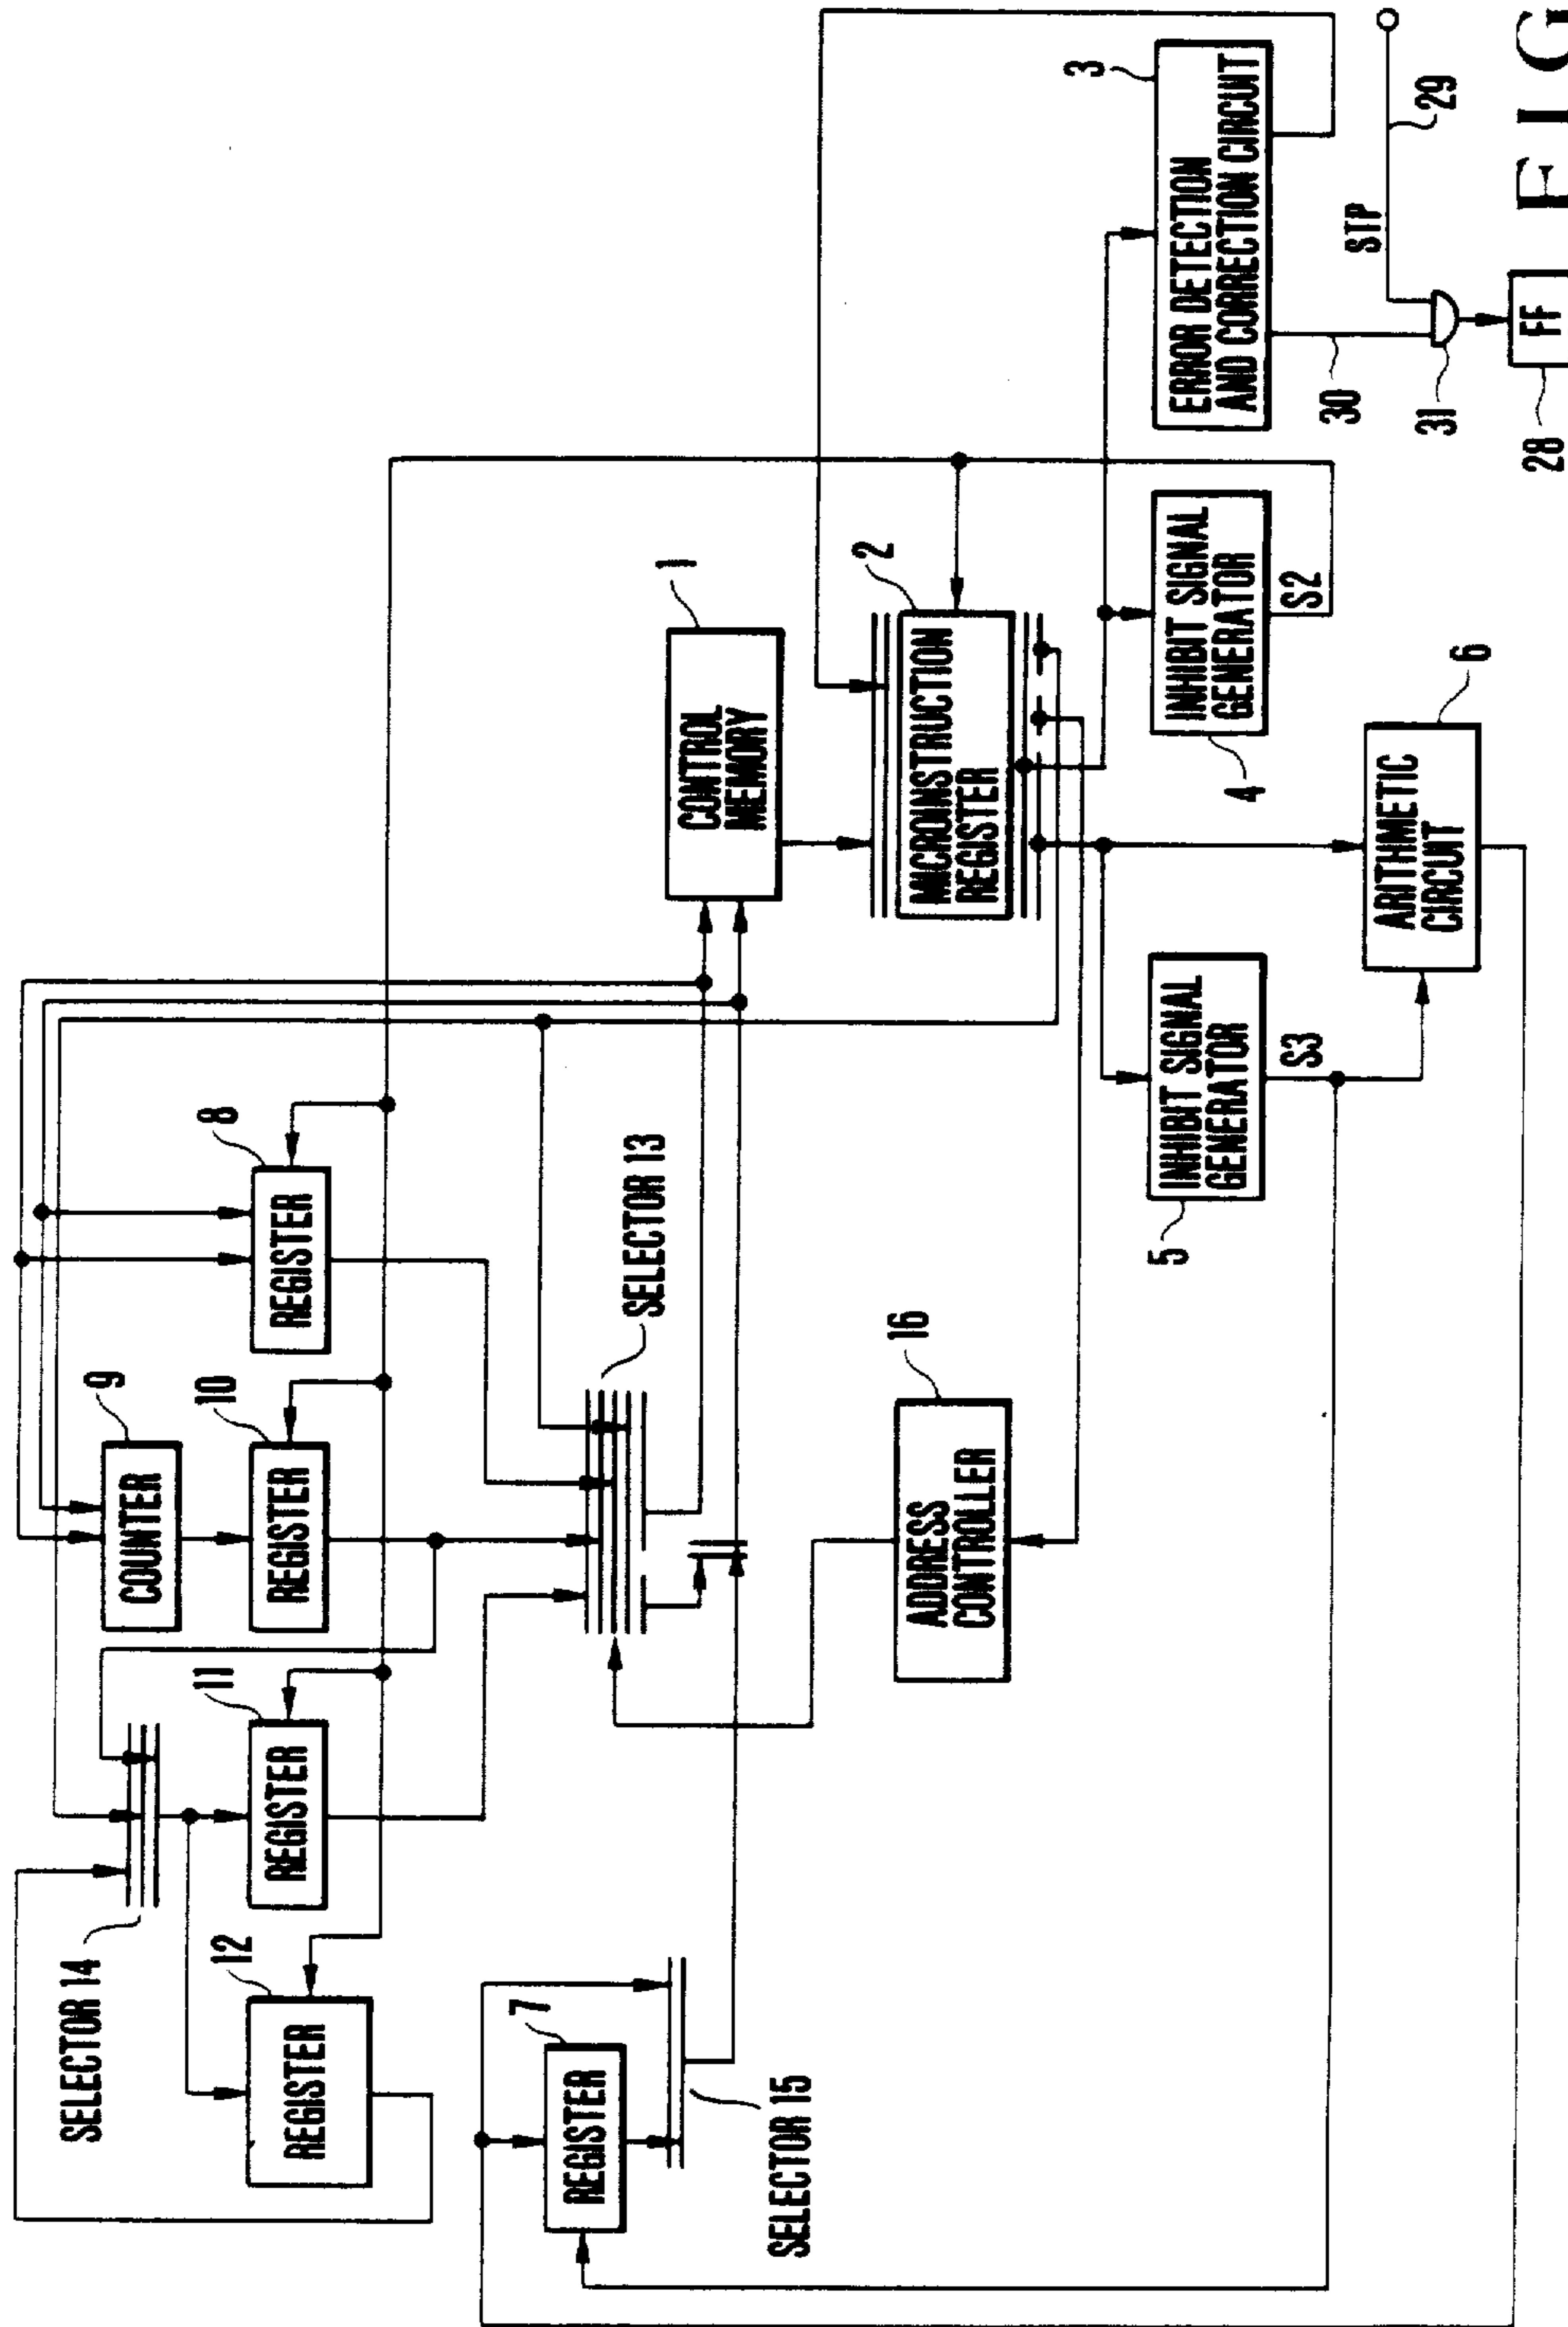 SELECTOR 14
12
REGISTER
11
REGISTER
9
COUNTER
10
REGISTER
8
REGISTER
7
REGISTER
SELECTOR 15
SELECTOR 13
16
ADDRESS
CONTROLLER
1
CONTROL
MEMORY
2
MICROINSTRUCTION
REGISTER
3
ERROR DETECTION
AND CORRECTION CIRCUIT
INHIBIT SIGNAL
GENERATOR
4
S2
INHIBIT SIGNAL
GENERATOR
5
S3
6
ARITHMETIC
CIRCUIT
STP
29
30
31
28
FF
FIG